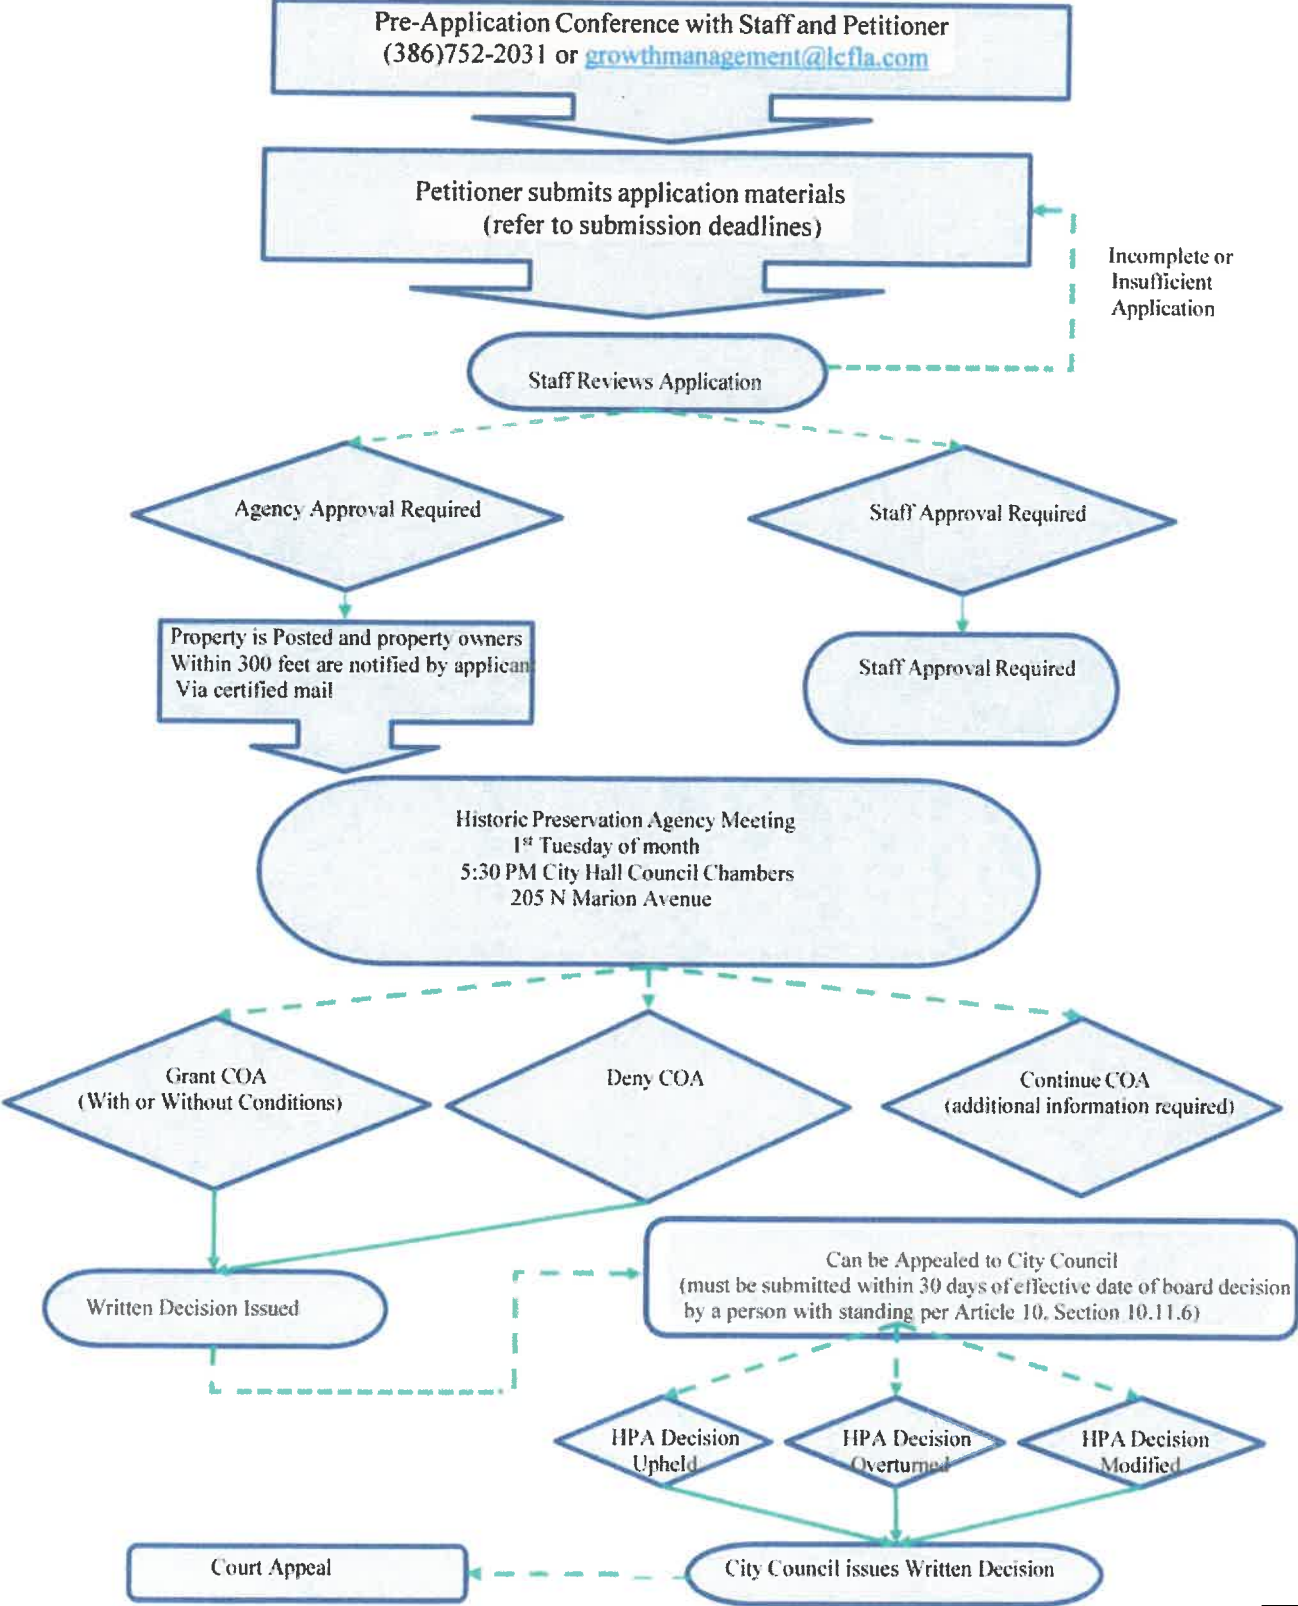 Pre-Application Conference with Staff and Petitioner
(386)752-2031 or growthmanagement@lcfla.com
Petitioner submits application materials
(refer to submission deadlines)
Incomplete or
Insufficient
Application
Staff Reviews Application
Agency Approval Required
Staff Approval Required
Property is Posted and property owners
Within 300 feet are notified by applican
Via certified mail
Staff Approval Required
Historic Preservation Agency Meeting
1st Tuesday of month
5:30 PM City Hall Council Chambers
205 N Marion Avenue
Grant COA
(With or Without Conditions)
Deny COA
Continue COA
(additional information required)
Written Decision Issued
Can be Appealed to City Council
(must be submitted within 30 days of effective date of board decision
by a person with standing per Article 10. Section 10.11.6)
HPA Decision
Upheld
HPA Decision
Overturned
HPA Decision
Modified
Court Appeal
City Council issues Written Decision